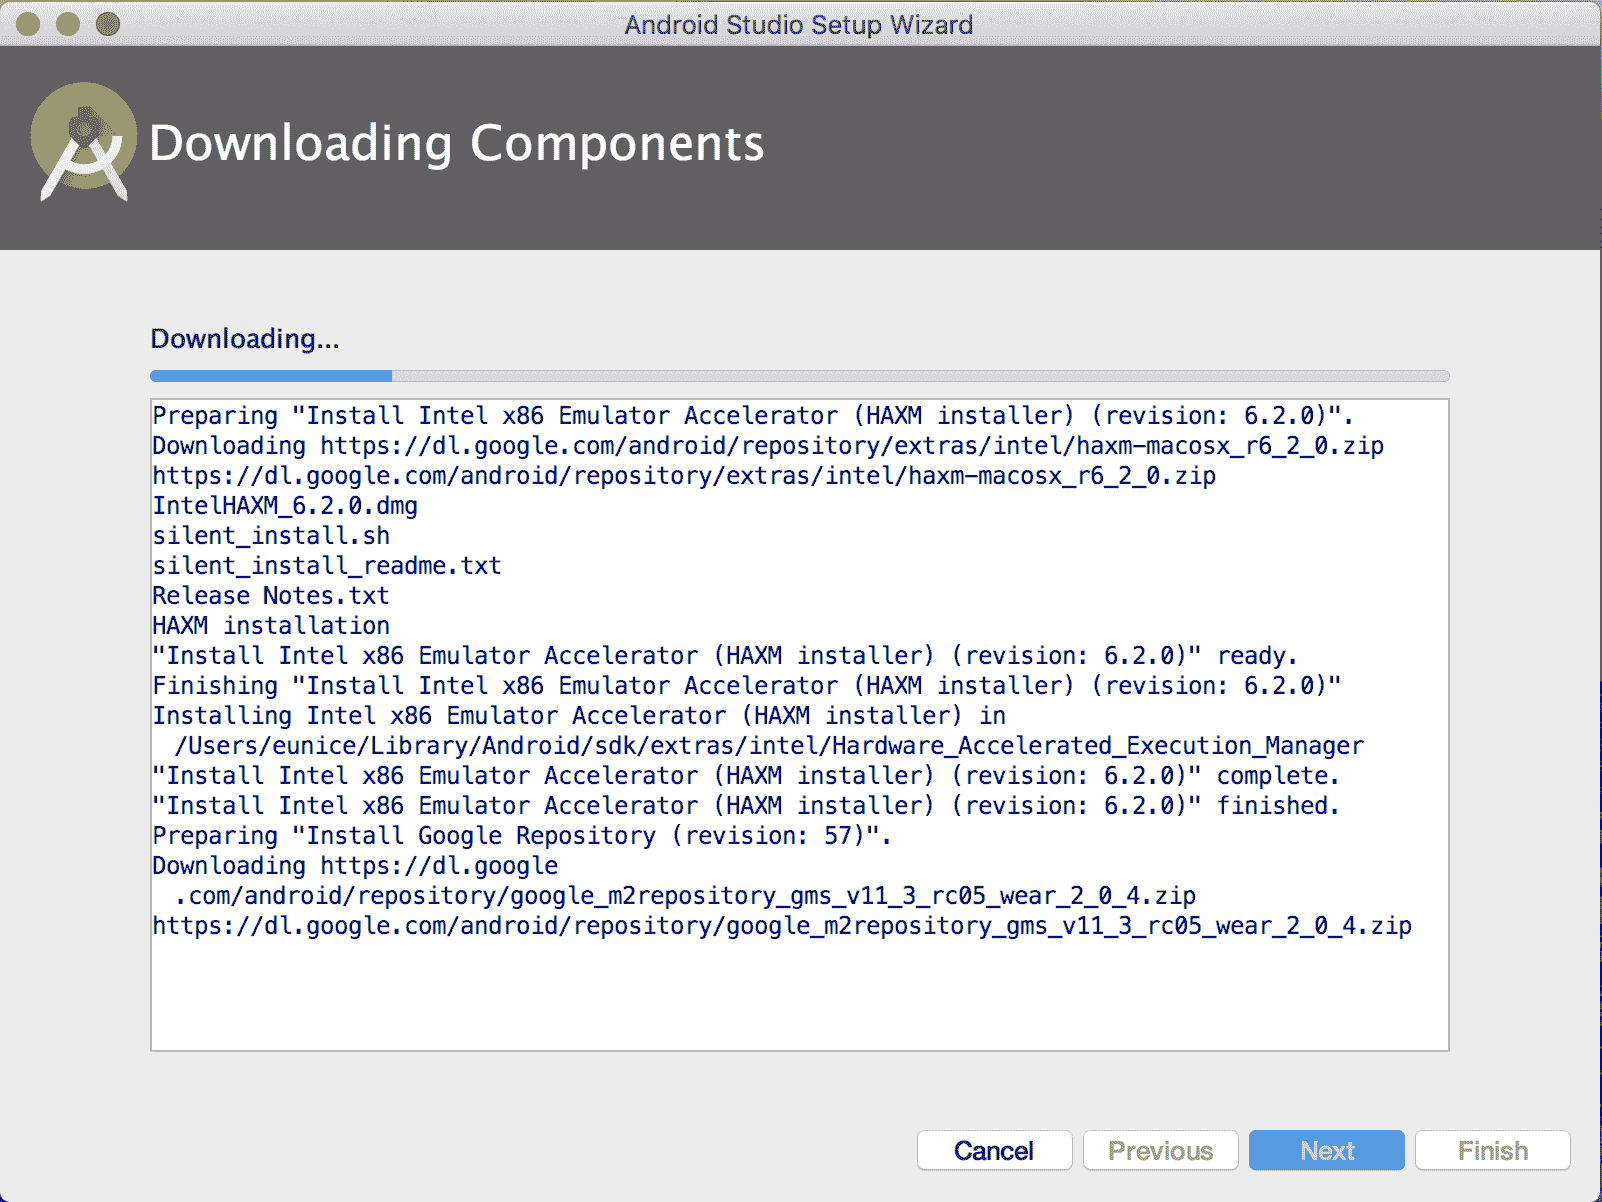 Android Studio Setup Wizard
Downloading Components
Downloading...
Preparing "Install Intel x86 Emulator Accelerator (HAXM installer) (revision: 6.2.0)".
Downloading https://dl.google.com/android/repository/extras/intel/haxm-macosx_r6_2_0.zip
https://dl.google.com/android/repository/extras/intel/haxm-macosx_r6_2_0.zip
IntelHAXM_6.2.0.dmg
silent_install.sh
silent_install_readme.txt
Release Notes.txt
HAXM installation
"Install Intel x86 Emulator Accelerator (HAXM installer) (revision: 6.2.0)" ready.
Finishing "Install Intel x86 Emulator Accelerator (HAXM installer) (revision: 6.2.0)"
Installing Intel x86 Emulator Accelerator (HAXM installer) in
/Users/eunice/Library/Android/sdk/extras/intel/Hardware_Accelerated_Execution_Manager
"Install Intel x86 Emulator Accelerator (HAXM installer) (revision: 6.2.0)" complete.
"Install Intel x86 Emulator Accelerator (HAXM installer) (revision: 6.2.0)" finished.
Preparing "Install Google Repository (revision: 57)".
Downloading https://dl.google
.com/android/repository/google_m2repository_gms_v11_3_rc05_wear_2_0_4.zip
https://dl.google.com/android/repository/google_m2repository_gms_v11_3_rc05_wear_2_0_4.zip
Cancel Previous Next Finish